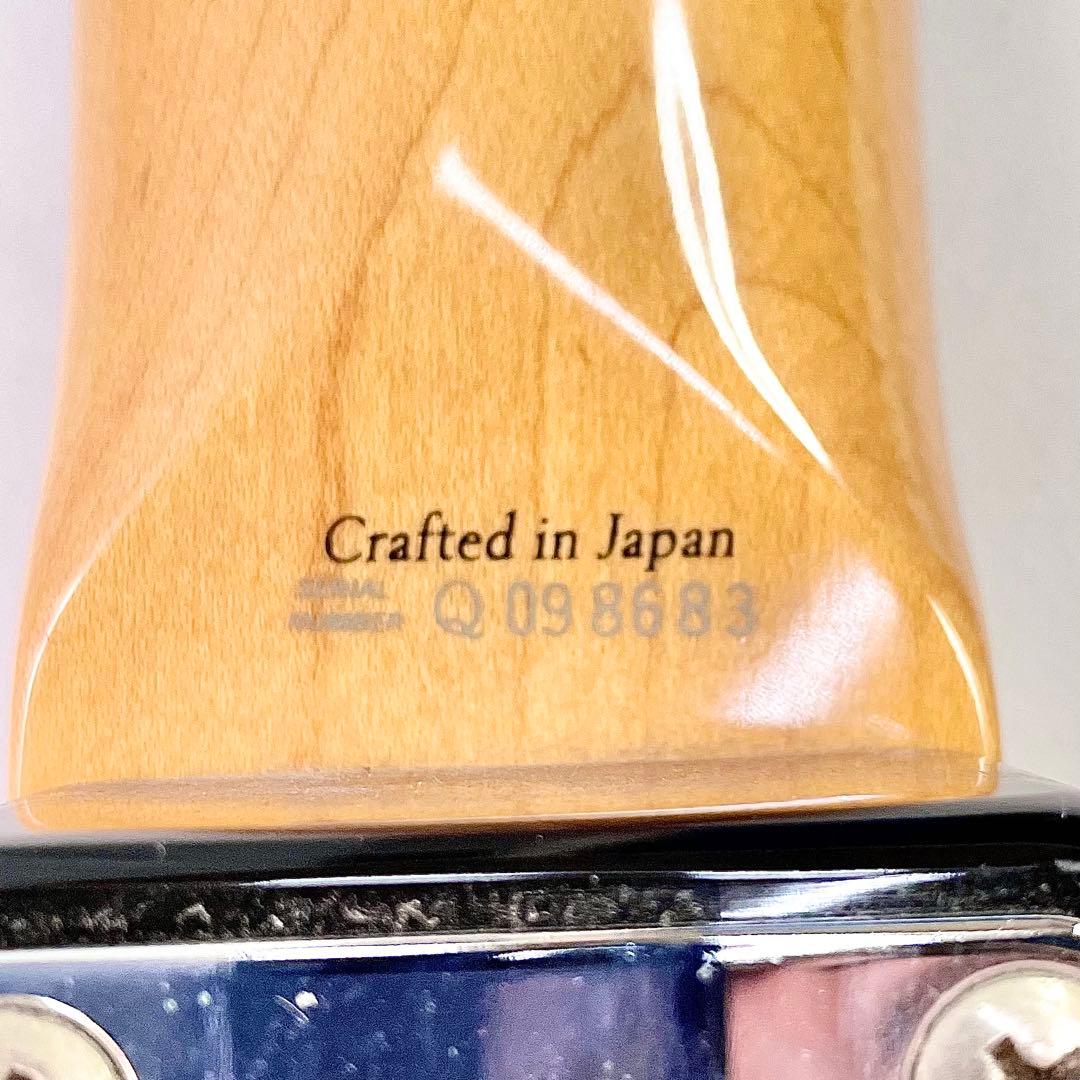 Crafted in Japan
SERIAL
NUMBER Q 098683